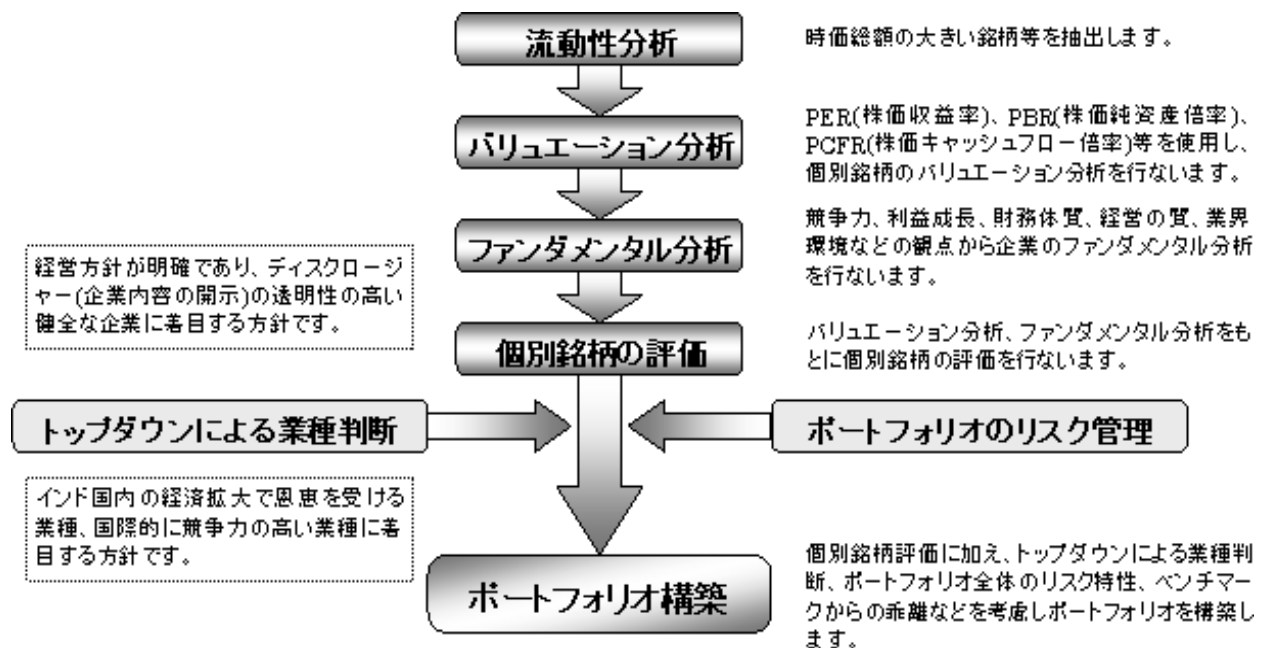 流動性分析
時価総額の大きい銘柄等を抽出します。
バリュエーション分析
PER(株価収益率)、PBR(株価純資産倍率)、
PCFR(株価キャッシュフロー倍率)等を使用し、
個別銘柄のバリュエーション分析を行ないます。
ファンダメンタル分析
競争力、利益成長、財務体質、経営の質、業界
環境などの観点から企業のファンダメンタル分析
を行ないます。
経営方針が明確であり、ディスクロージ
ャー(企業内容の開示)の透明性の高い
健全な企業に着目する方針です。
個別銘柄の評価
バリュエーション分析、ファンダメンタル分析をも
とに個別銘柄の評価を行ないます。
トップダウンによる業種判断
ポートフォリオのリスク管理
インド国内の経済拡大で恩恵を受ける
業種、国際的に競争力の高い業種に着
目する方針です。
ポートフォリオ構築
個別銘柄評価に加え、トップダウンによる業種判
断、ポートフォリオ全体のリスク特性、ベンチマー
クからの乖離などを考慮しポートフォリオを構築し
ます。